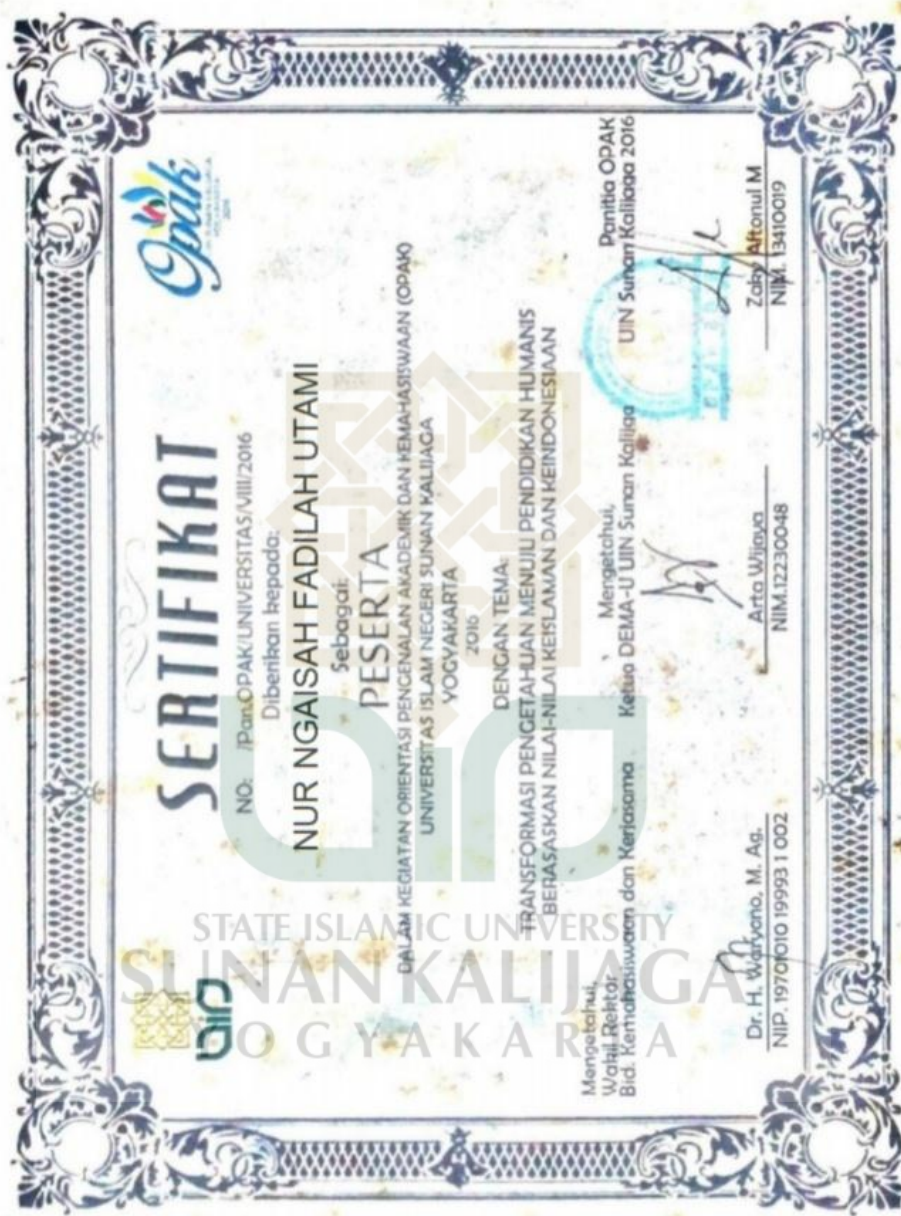 Opak
SERTIFIKAT
NO: /Pan.OPAK/UNIVERSITAS/VIII/2016
Diberikan kepada:
NUR NGAISAH FADILAH UTAMI
Sebagai:
PESERTA
DALAM KEGIATAN ORIENTASI PENGENALAN AKADEMIK DAN KEMAHASISWAAN (OPAK)
UNIVERSITAS ISLAM NEGERI SUNAN KALIJAGA
YOGYAKARTA
2016
DENGAN TEMA:
TRANSFORMASI PENGETAHUAN MENUJU PENDIDIKAN HUMANIS
BERASASKAN NILAI-NILAI KEISLAMAN DAN KEINDONESIAAN
Mengetahui,
Wakil Rektor
Bid. Kemahasiswaan dan Kerjasama
Dr. H. Waryono, M. Ag.
NIP. 19701010 19993 1 002
Mengetahui,
Ketua DEMA-U UIN Sunan Kalijaga
Arta Wijaya
NIM.12230048
Panitia OPAK
UIN Sunan Kalijaga 2016
Zaky Aftonul M
NIM. 13410019
STATE ISLAMIC UNIVERSITY
SUNAN KALIJAGA
YOGYAKARTA